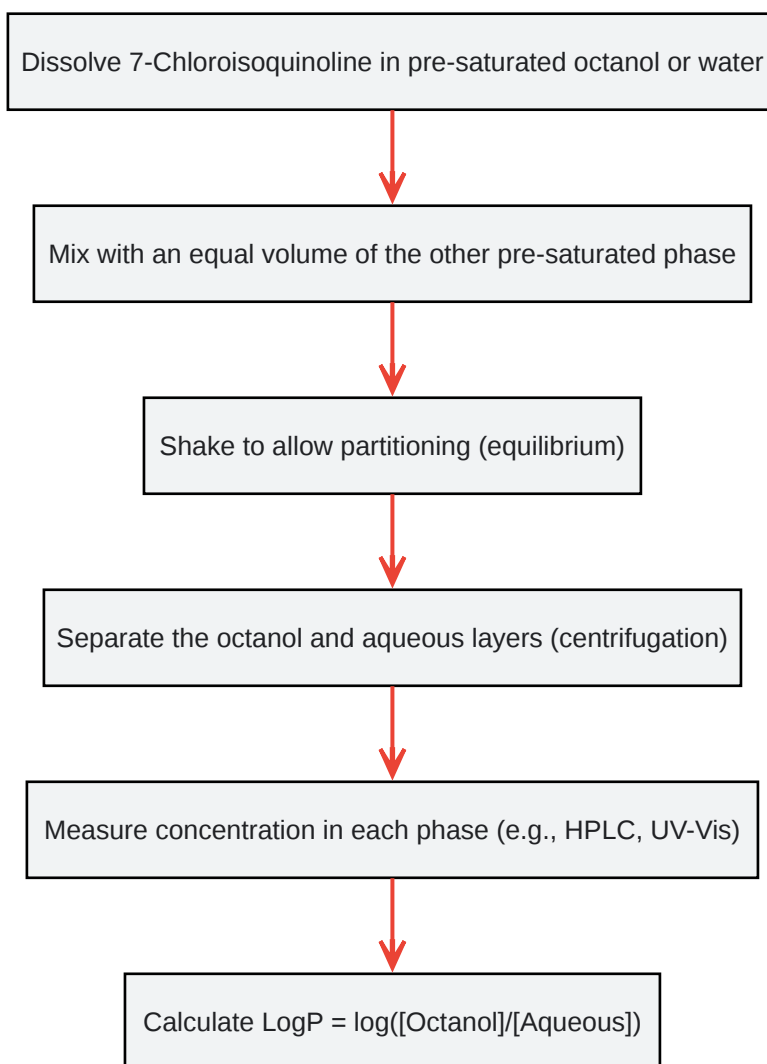 Dissolve 7-Chloroisoquinoline in pre-saturated octanol or water
Mix with an equal volume of the other pre-saturated phase
Shake to allow partitioning (equilibrium)
Separate the octanol and aqueous layers (centrifugation)
Measure concentration in each phase (e.g., HPLC, UV-Vis)
Calculate LogP = log([Octanol]/[Aqueous])